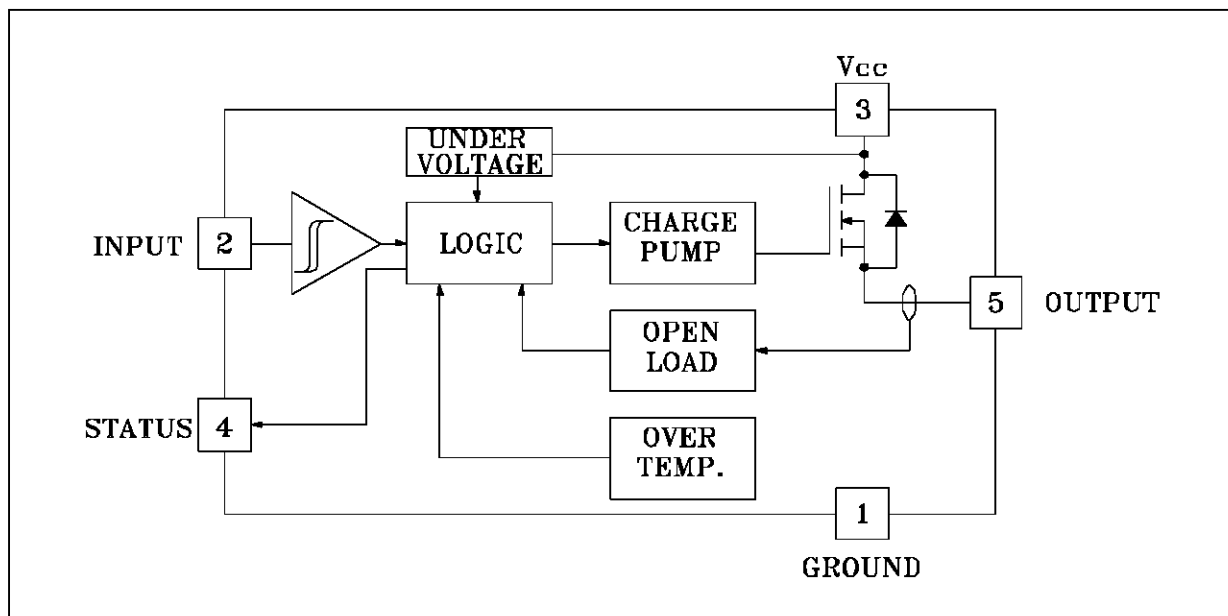 Vcc
3
UNDER
VOLTAGE
INPUT
2
LOGIC
CHARGE
PUMP
5
OUTPUT
OPEN
LOAD
STATUS
4
OVER
TEMP.
1
GROUND